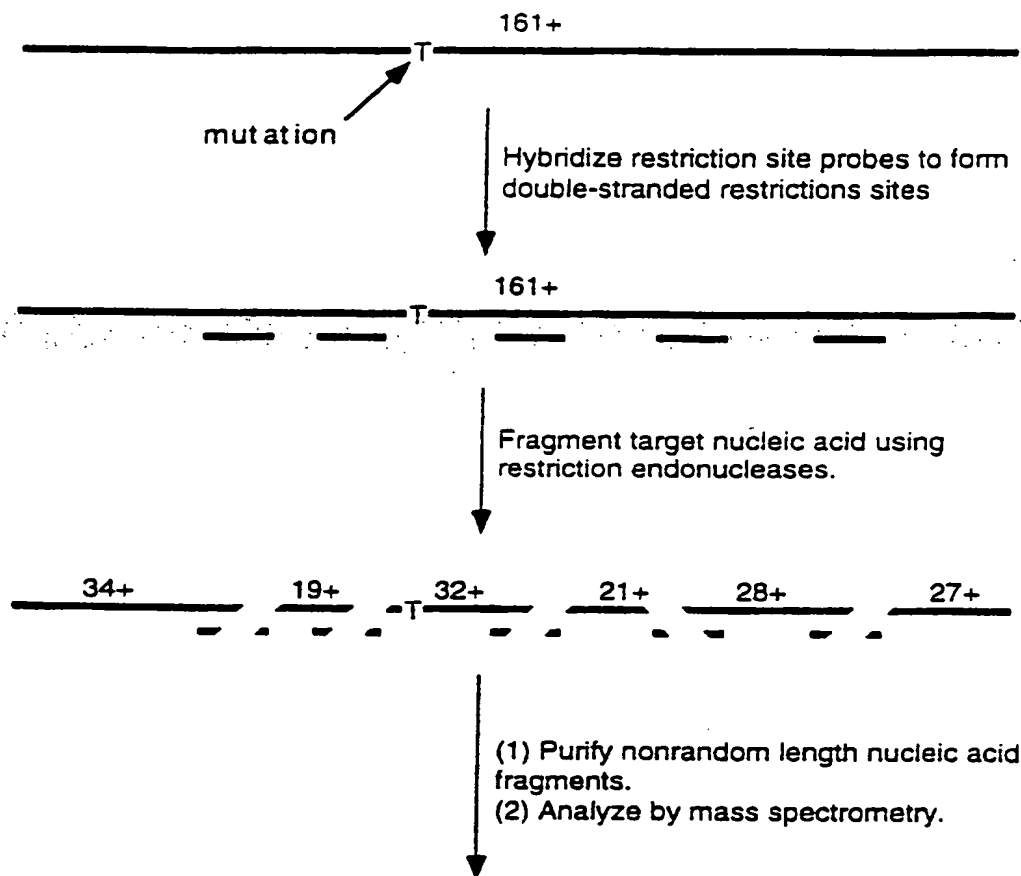 161+
T
mutation
Hybridize restriction site probes to form
double-stranded restrictions sites
161+
T
Fragment target nucleic acid using
restriction endonucleases.
34+ 19+ 32+ 21+ 28+ 27+
T
(1) Purify nonrandom length nucleic acid
fragments.
(2) Analyze by mass spectrometry.